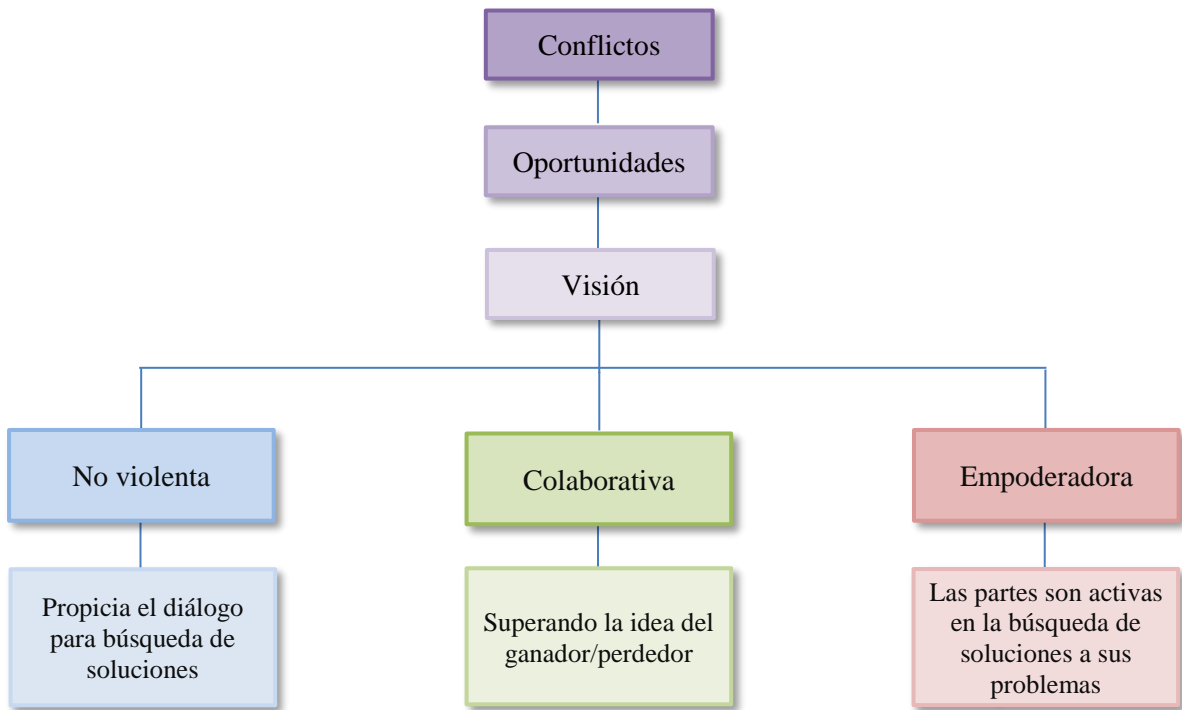 Conflictos
Oportunidades
Visión
No violenta
Colaborativa
Empoderadora
Propicia el diálogo
para búsqueda de
soluciones
Superando la idea del
ganador/perdedor
Las partes son activas
en la búsqueda de
soluciones a sus
problemas